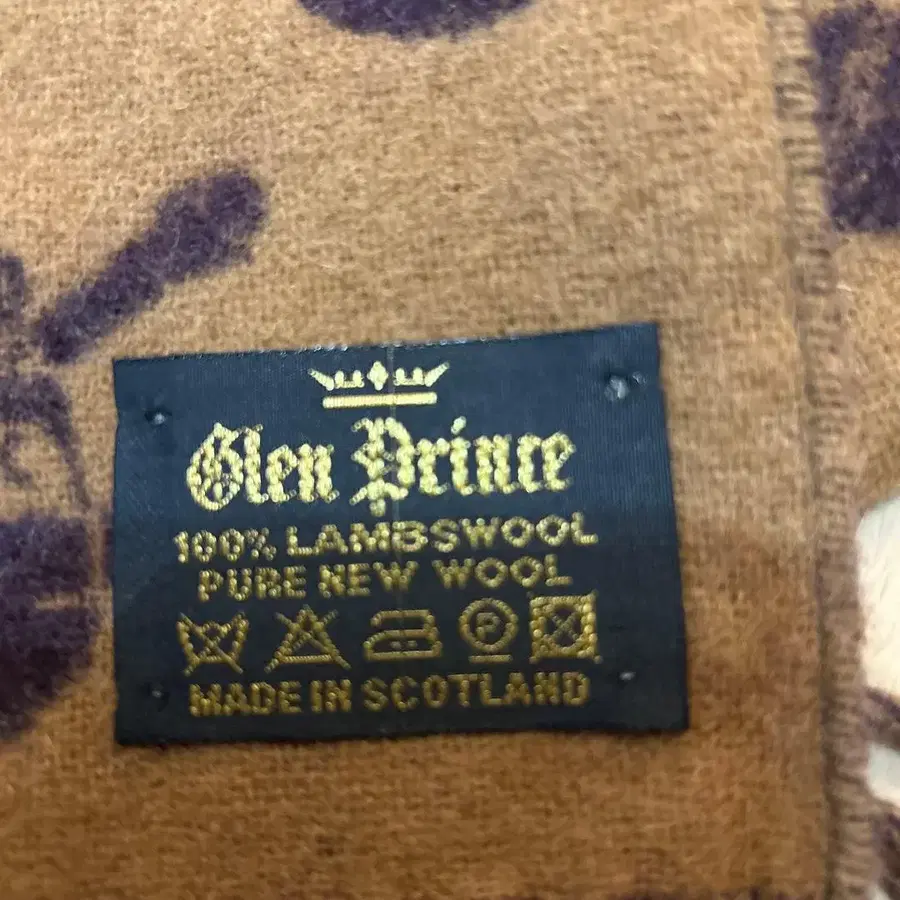 Glen Prince
100% LAMBSWOOL
PURE NEW WOOL
P
MADE IN SCOTLAND